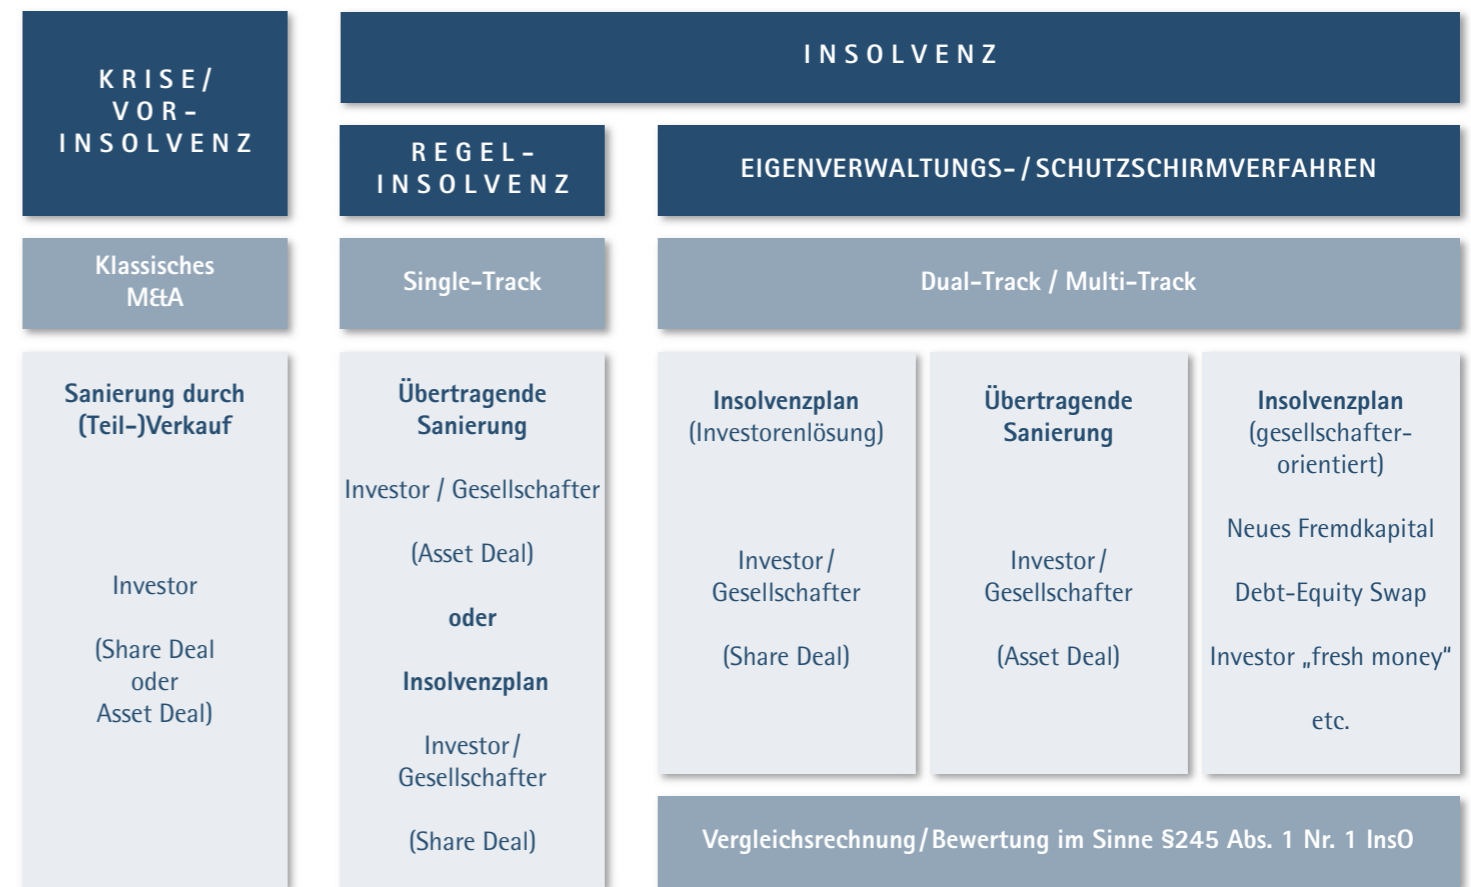 KRISE/
VOR-
INSOLVENZ
INSOLVENZ
REGEL-
INSOLVENZ
EIGENVERWALTUNGS-/SCHUTZSCHIRMVERFAHREN
Klassisches
M&A
Single-Track
Dual-Track / Multi-Track
Sanierung durch
(Teil-)Verkauf
Investor
(Share Deal
oder
Asset Deal)
Übertragende
Sanierung
Investor / Gesellschafter
(Asset Deal)
oder
Insolvenzplan
Investor/
Gesellschafter
(Share Deal)
Insolvenzplan
(Investorenlösung)
Investor/
Gesellschafter
(Share Deal)
Übertragende
Sanierung
Investor/
Gesellschafter
(Asset Deal)
Insolvenzplan
(gesellschafter-
orientiert)
Neues Fremdkapital
Debt-Equity Swap
Investor „fresh money“
etc.
Vergleichsrechnung/Bewertung im Sinne §245 Abs. 1 Nr. 1 InsO